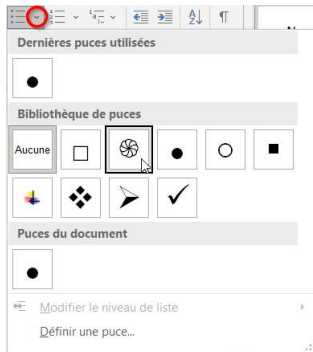 Dernières puces utilisées
Bibliothèque de puces
Aucune
Puces du document
Modifier le niveau de liste
Définir une puce...